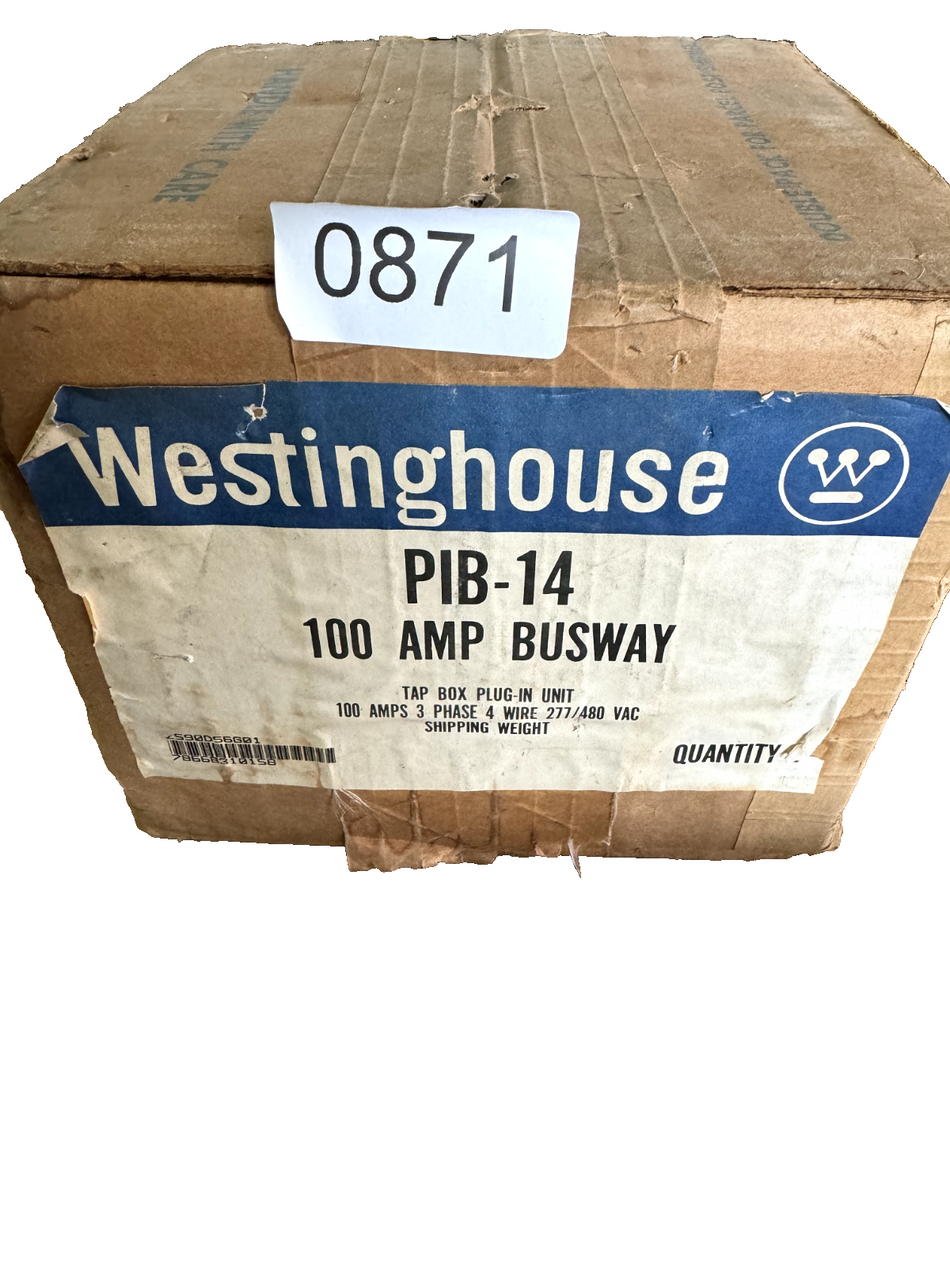 HANDLE WITH CARE
0871
Westinghouse
PIB-14
100 AMP BUSWAY
TAP BOX PLUG-IN UNIT
100 AMPS 3 PHASE 4 WIRE 277/480 VAC
SHIPPING WEIGHT
QUANTITY